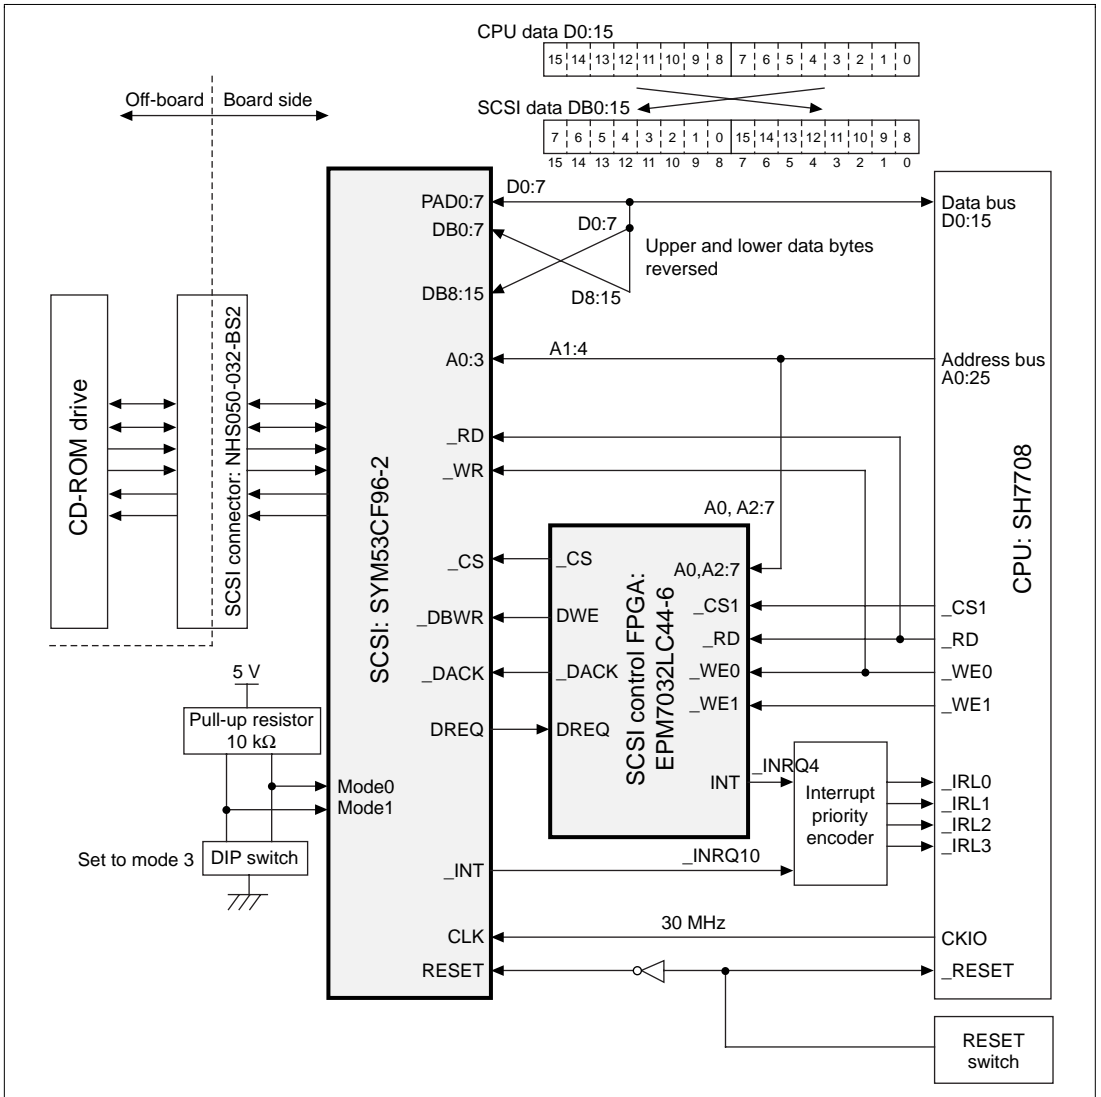 CPU data D0:15
15 14 13 12 11 10 9 8 7 6 5 4 3 2 1 0
Off-board
Board side
SCSI data DB0:15
7 6 5 4 3 2 1 0 15 14 13 12 11 10 9 8
15 14 13 12 11 10 9 8 7 6 5 4 3 2 1 0
CD-ROM drive
SCSI connector: NHS050-032-BS2
SCSI: SYM53CF96-2
PAD0:7
DB0:7
DB8:15
A0:3
_RD
_WR
_CS
_DBWR
_DACK
DREQ
Mode0
Mode1
_INT
CLK
RESET
D0:7
D0:7
D8:15
Upper and lower data bytes
reversed
A1:4
A0, A2:7
SCSI control FPGA:
EPM7032LC44-6
_CS
DWE
_DACK
DREQ
A0,A2:7
_CS1
_RD
_WE0
_WE1
INT
_INRQ4
Interrupt
priority
encoder
_INRQ10
30 MHz
CPU: SH7708
Data bus
D0:15
Address bus
A0:25
_CS1
_RD
_WE0
_WE1
_IRL0
_IRL1
_IRL2
_IRL3
CKIO
_RESET
5 V
Pull-up resistor
10 kΩ
Set to mode 3
DIP switch
RESET
switch